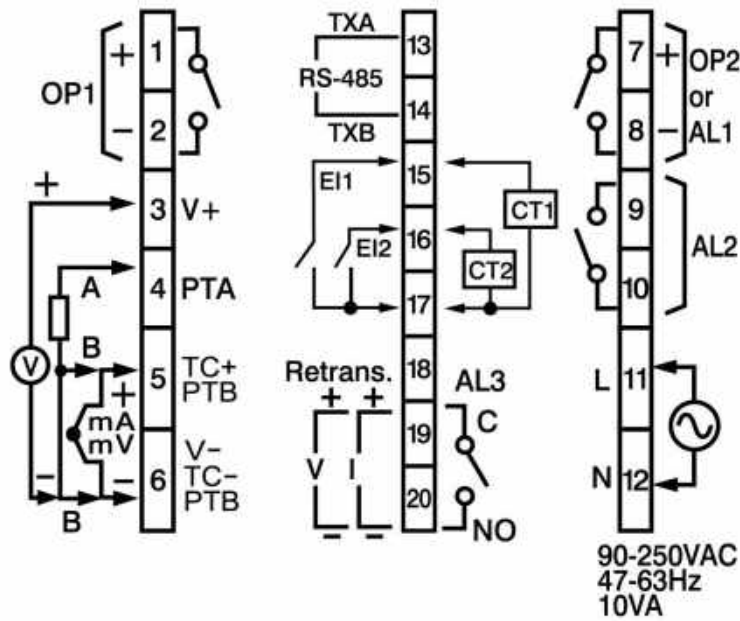 OP1
+
1
−
2
+
3
V+
A
4
PTA
V
B
5
TC+
+
PTB
mA
mV
6
V−
−
−
TC−
PTB
B
TXA
13
RS-485
14
TXB
15
EI1
CT1
16
EI2
CT2
17
18
Retrans.
AL3
+
+
19
C
V
I
20
−
−
NO
7
+
OP2
or
8
−
AL1
9
AL2
10
L
11
N
12
90-250VAC
47-63Hz
10VA